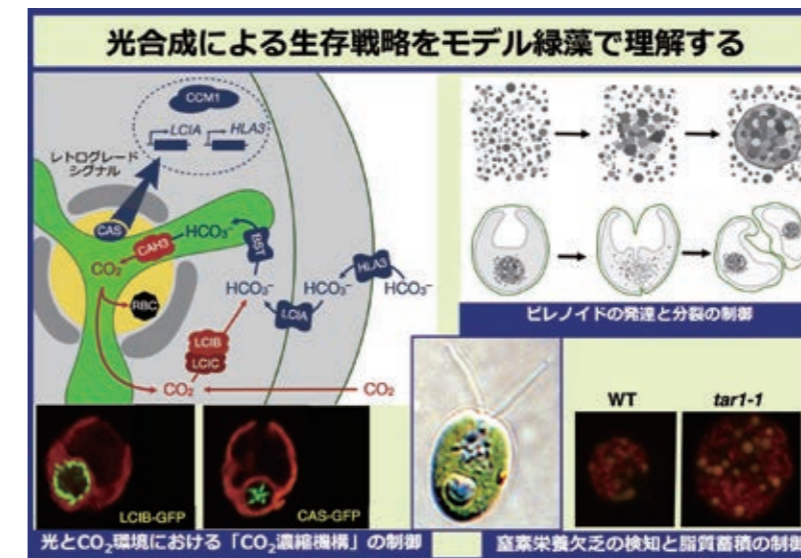 光合成による生存戦略をモデル緑藻で理解する
CCM1
LCIA
HLA3
レトログレード
シグナル
CAS
CAH3
HCO₃⁻
BST
CO₂
RBC
HCO₃⁻
LCIA
HCO₃⁻
HLA3
HCO₃⁻
LCIB
LCIC
CO₂
CO₂
ピレノイドの発達と分裂の制御
WT
tar1-1
LCIB-GFP
CAS-GFP
光とCO₂環境における「CO₂濃縮機構」の制御
窒素栄養欠乏の検知と脂質蓄積の制御